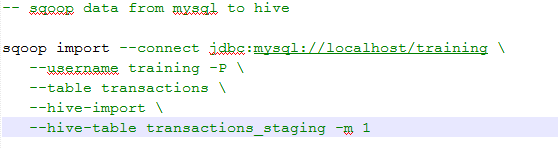 -- sqoop data from mysql to hive
sqoop import --connect jdbc:mysql://localhost/training \
--username training -P \
--table transactions \
--hive-import \
--hive-table transactions_staging -m 1